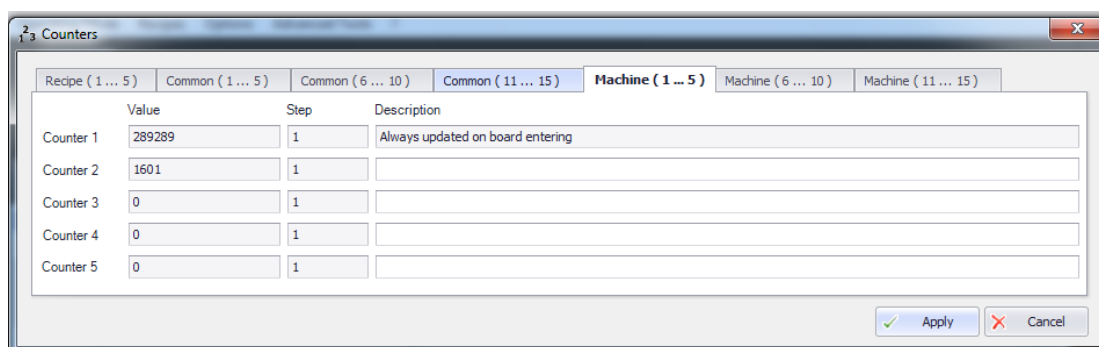 Counters
Recipe ( 1 ... 5 ) Common ( 1 ... 5 ) Common ( 6 ... 10 ) Common ( 11 ... 15 ) Machine ( 1 ... 5 ) Machine ( 6 ... 10 ) Machine ( 11 ... 15 )
Value Step Description
Counter 1 289289 1 Always updated on board entering
Counter 2 1601 1
Counter 3 0 1
Counter 4 0 1
Counter 5 0 1
Apply Cancel